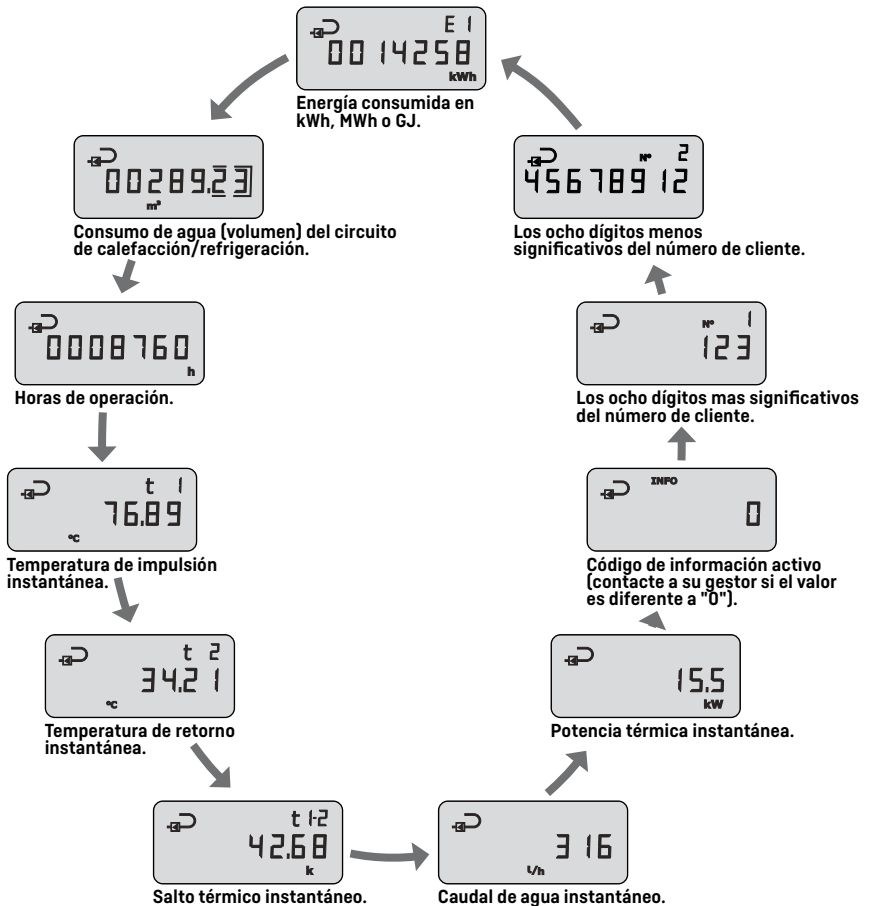 E 1
0014258
kWh
Energía consumida en
kWh, MWh o GJ.
00289.23
m³
Consumo de agua (volumen) del circuito
de calefacción/refrigeración.
0008760
h
Horas de operación.
t 1
76.89
°C
Temperatura de impulsión
instantánea.
t 2
34.21
°C
Temperatura de retorno
instantánea.
t1-2
42.68
k
Salto térmico instantáneo.
316
l/h
Caudal de agua instantáneo.
15.5
kW
Potencia térmica instantánea.
INFO
0
Código de información activo
(contacte a su gestor si el valor
es diferente a "0").
Nº 1
123
Los ocho dígitos mas significativos
del número de cliente.
Nº 2
45678912
Los ocho dígitos menos
significativos del número de cliente.